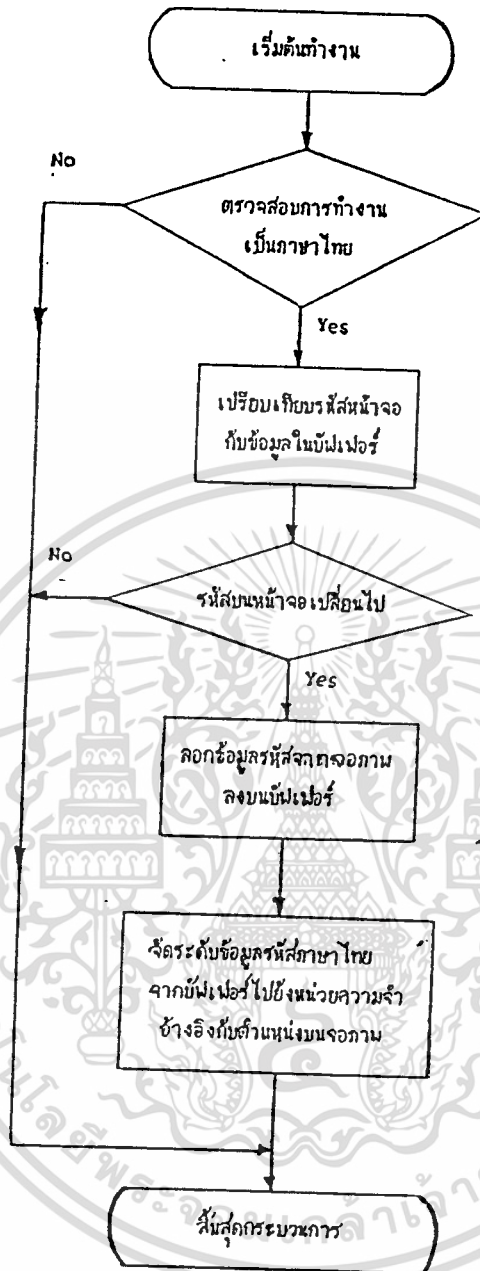 เริ่มต้นทำงาน
No
ตรวจสอบการทำงาน
เป็นภาษาไทย
Yes
เปรียบเทียบรหัสหน้าจอ
กับข้อมูลในบัฟเฟอร์
No
รหัสบนหน้าจอเปลี่ยนไป
Yes
ลอกข้อมูลรหัสจากจอภาพ
ลงบนบัฟเฟอร์
จัดระดับข้อมูลรหัสภาษาไทย
จากบัฟเฟอร์ไปยังหน่วยความจำ
อ้างอิงกับตำแหน่งบนจอภาพ
สิ้นสุดกระบวนการ